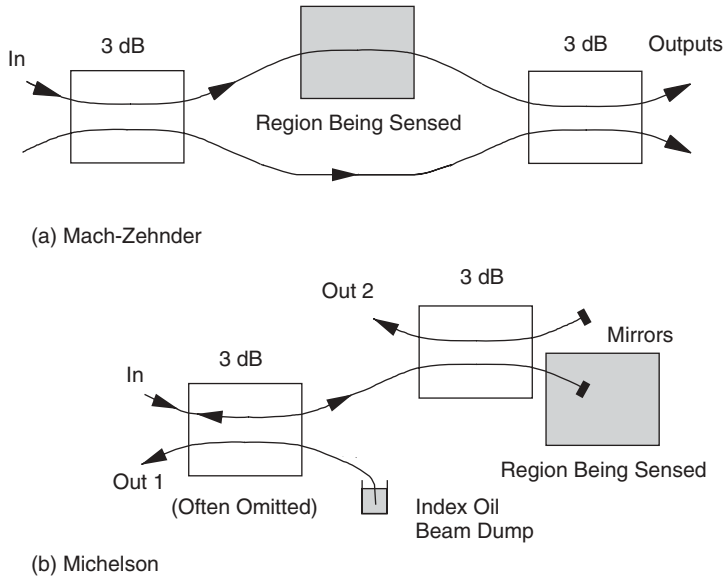 3 dB
3 dB
Outputs
In
Region Being Sensed
(a) Mach-Zehnder
3 dB
Out 2
Mirrors
3 dB
In
Region Being Sensed
Out 1
(Often Omitted)
Index Oil
Beam Dump
(b) Michelson